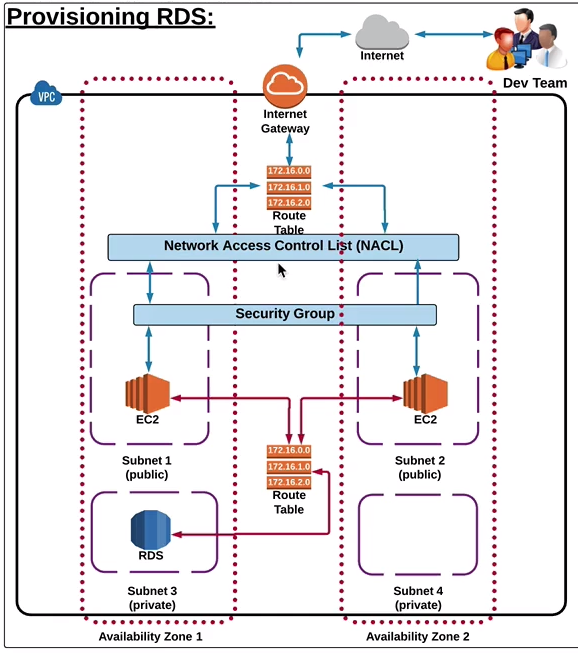 Provisioning RDS:
Internet
Dev Team
VPC
Internet
Gateway
172.16.0.0
172.16.1.0
172.16.2.0
Route
Table
Network Access Control List (NACL)
Security Group
EC2
EC2
Subnet 1
(public)
Subnet 2
(public)
172.16.0.0
172.16.1.0
172.16.2.0
Route
Table
RDS
Subnet 3
(private)
Subnet 4
(private)
Availability Zone 1
Availability Zone 2